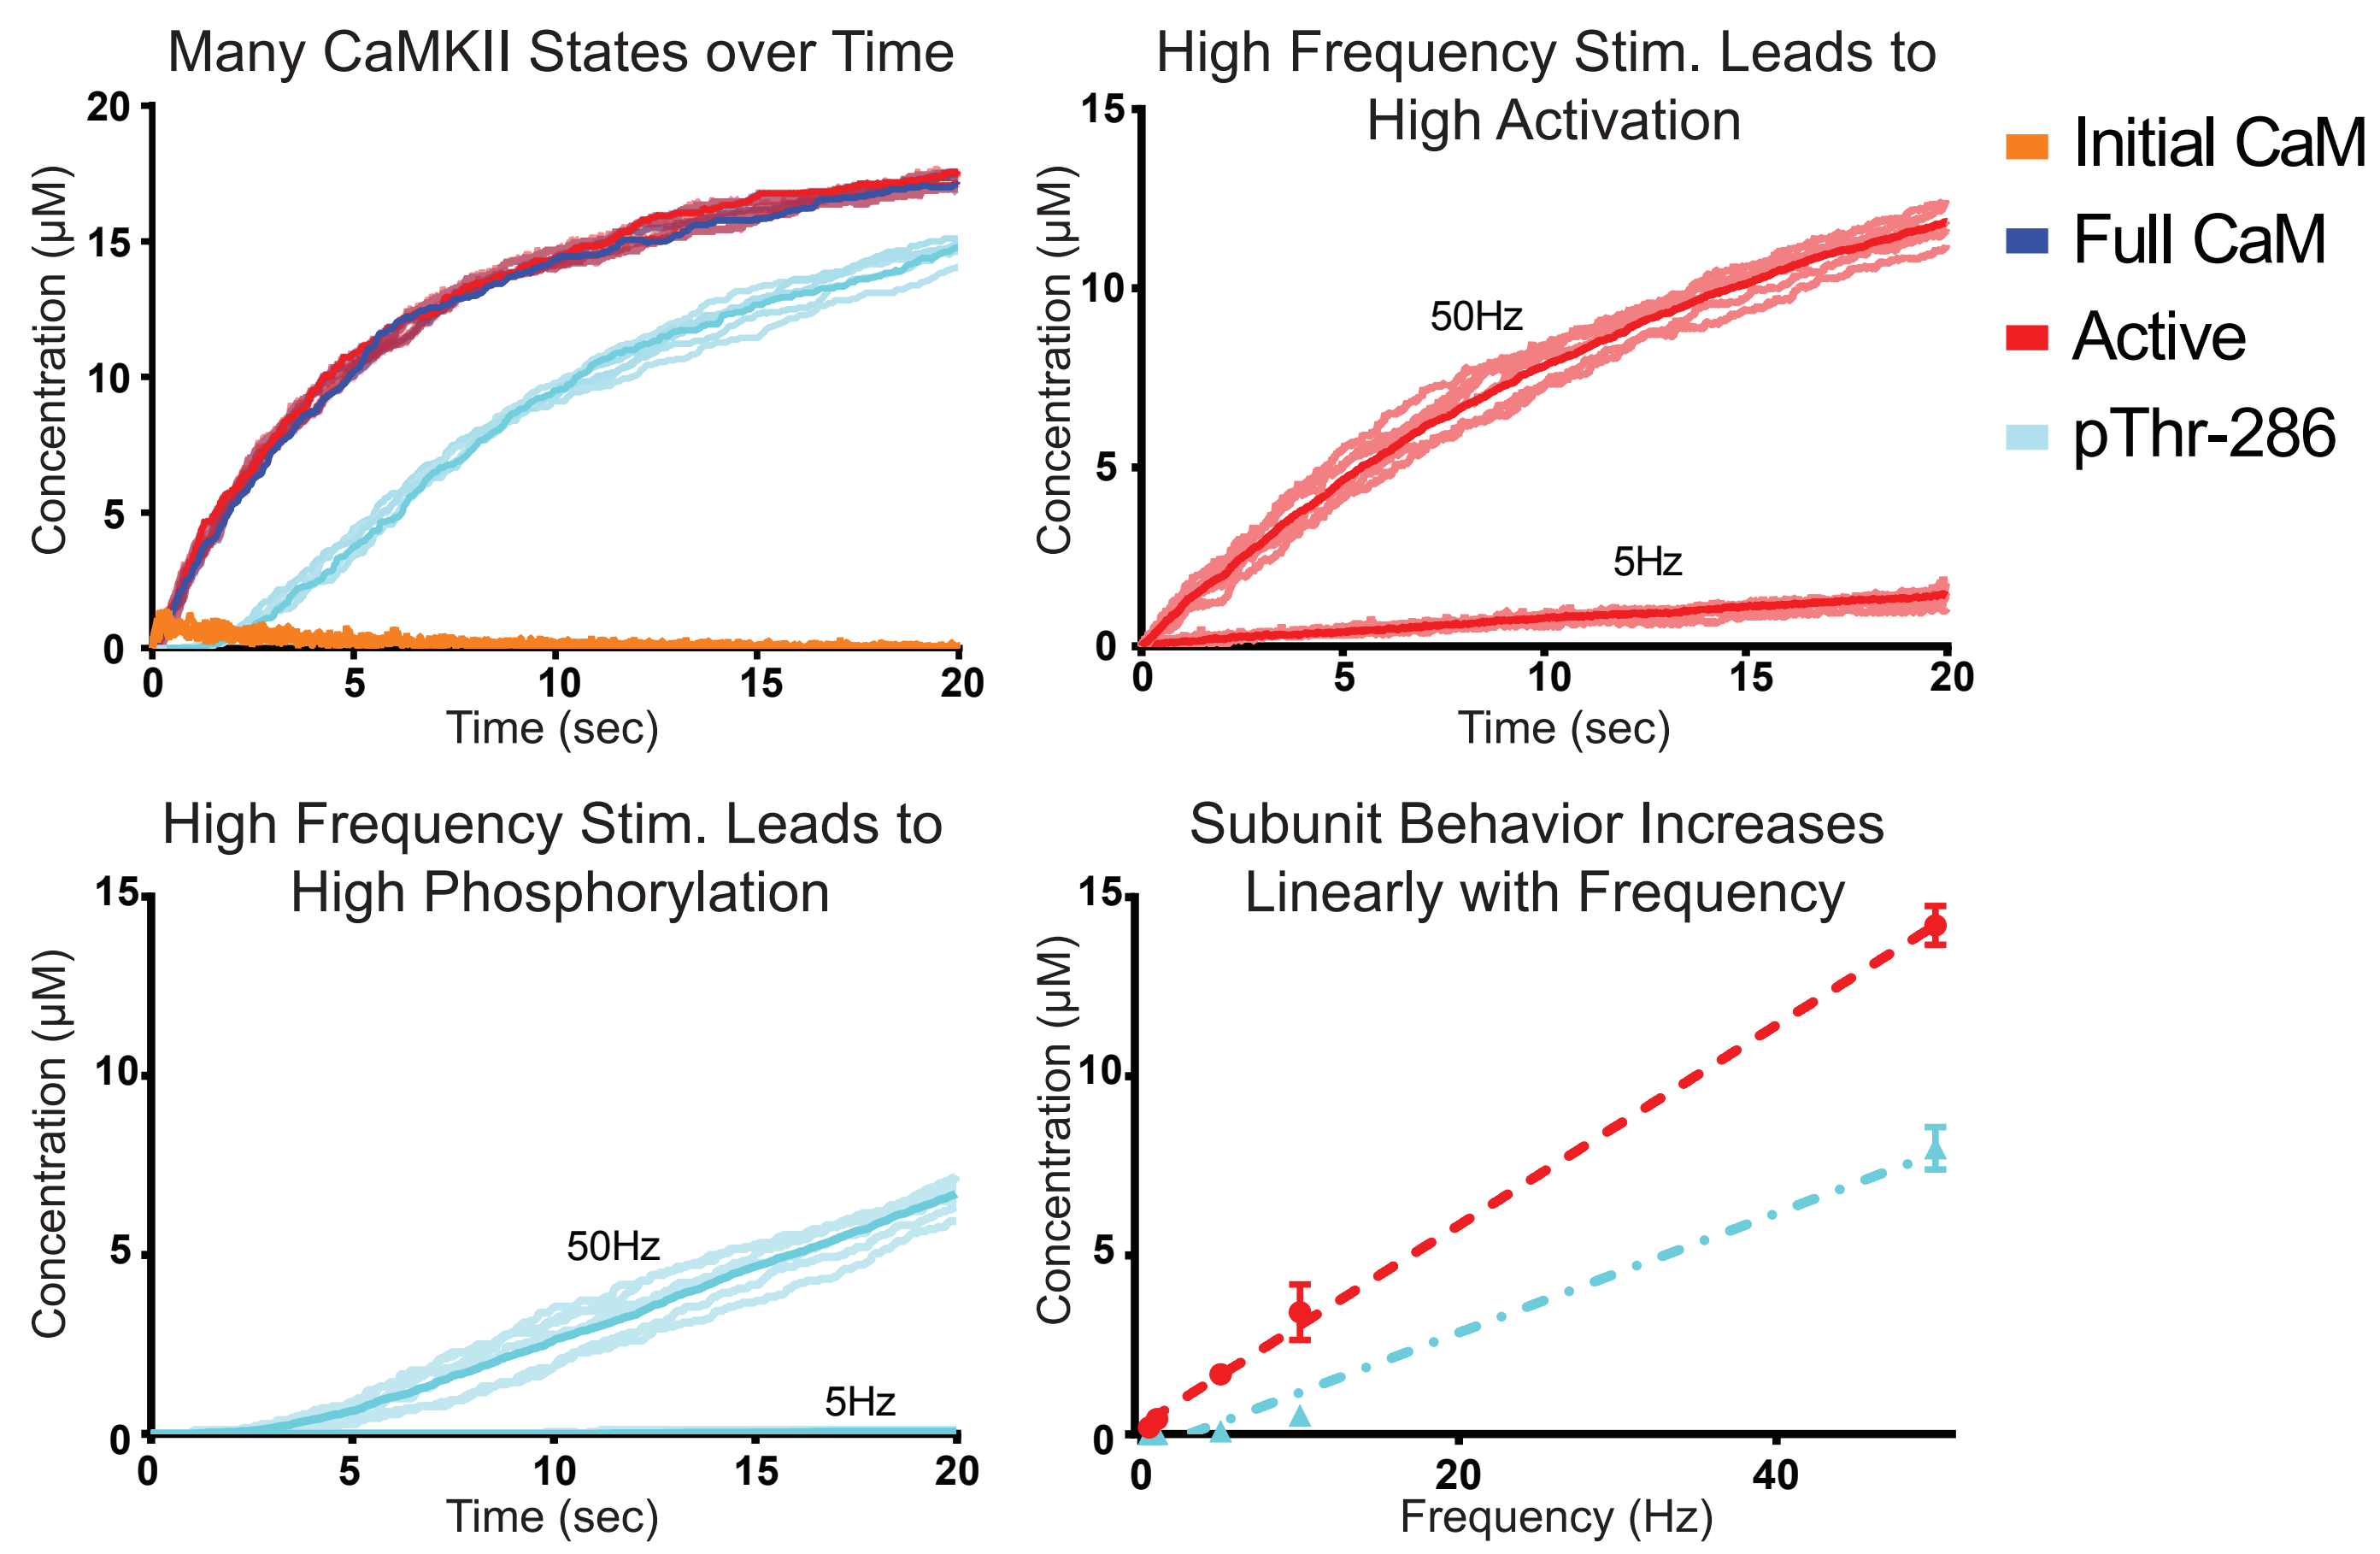 Many CaMKII States over Time
20
15
10
5
0
0 5 10 15 20
Concentration (µM)
Time (sec)
High Frequency Stim. Leads to
High Activation
15
10
5
0
0 5 10 15 20
Concentration (µM)
Time (sec)
50Hz
5Hz
Initial CaM
Full CaM
Active
pThr-286
High Frequency Stim. Leads to
High Phosphorylation
15
10
5
0
0 5 10 15 20
Concentration (µM)
Time (sec)
50Hz
5Hz
Subunit Behavior Increases
Linearly with Frequency
15
10
5
0
0 20 40
Concentration (µM)
Frequency (Hz)